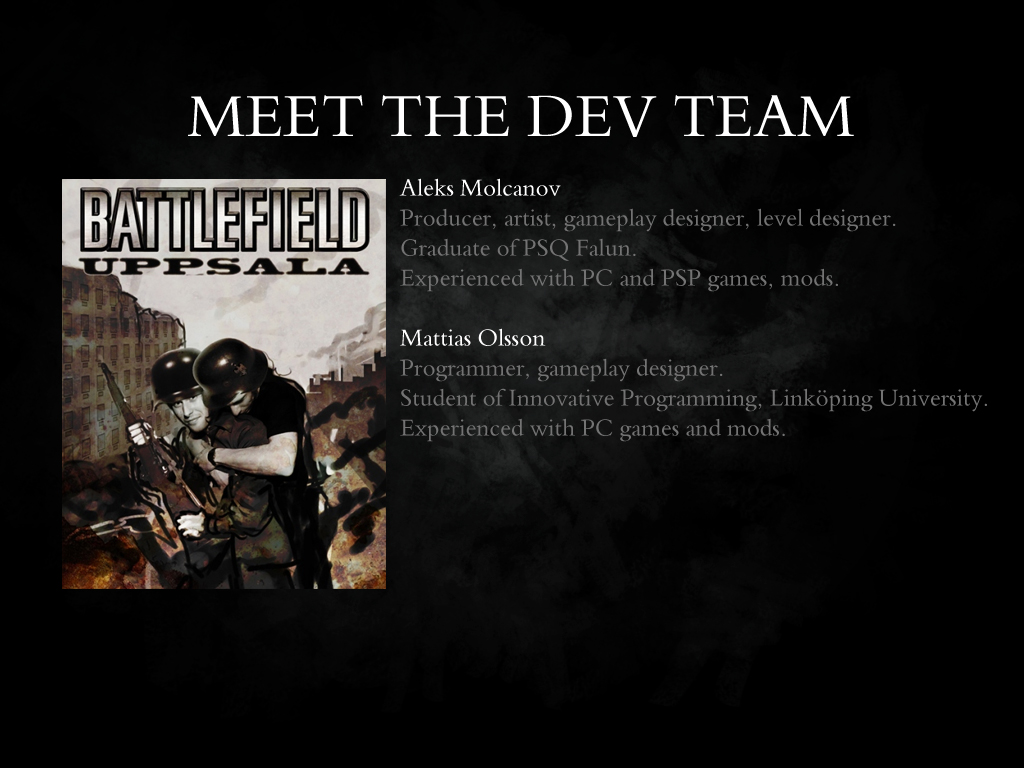 MEET THE DEV TEAM
BATTLEFIELD
UPPSALA
Aleks Molcanov
Producer, artist, gameplay designer, level designer.
Graduate of PSQ Falun.
Experienced with PC and PSP games, mods.
Mattias Olsson
Programmer, gameplay designer.
Student of Innovative Programming, Linköping University.
Experienced with PC games and mods.